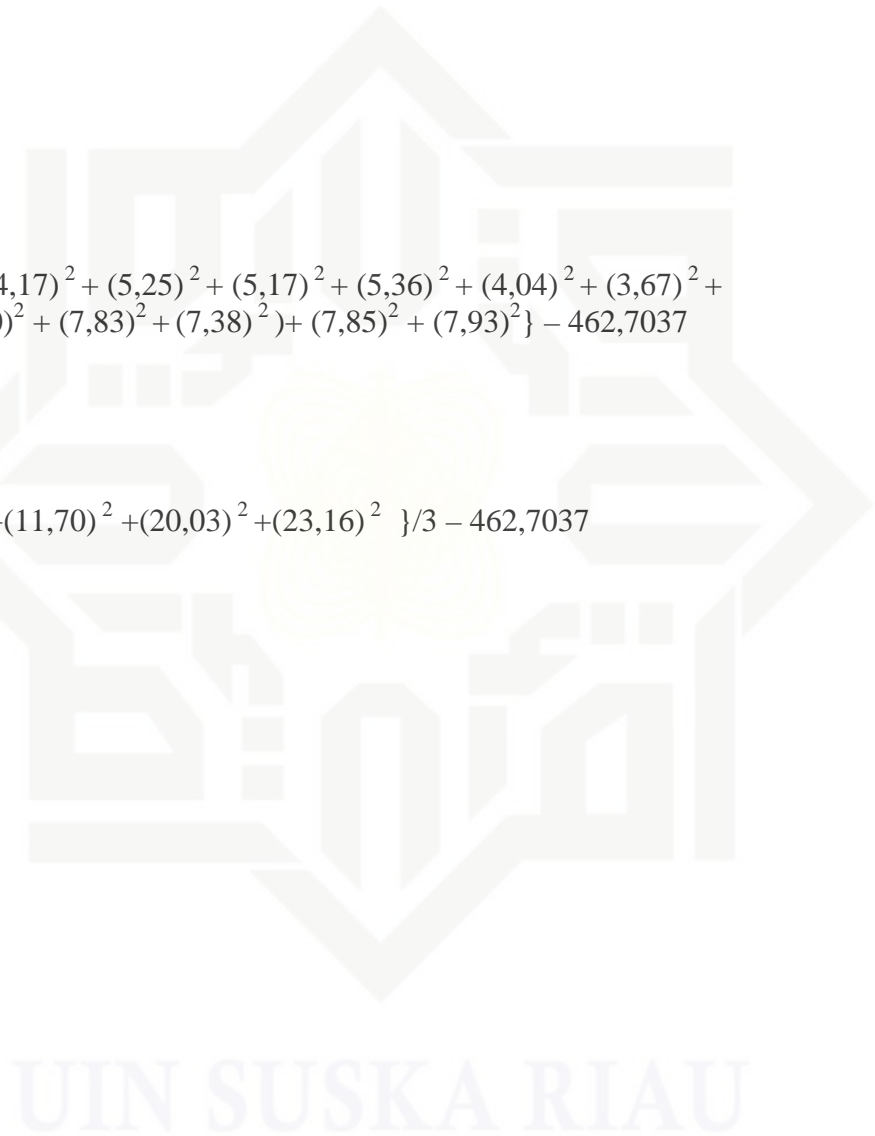 4,17)² + (5,25)² + (5,17)² + (5,36)² + (4,04)² + (3,67)² +
)² + (7,83)² + (7,38)² )+ (7,85)² + (7,93)²} – 462,7037
(11,70)² +(20,03)² +(23,16)² }/3 – 462,7037
UIN SUSKA RIAU